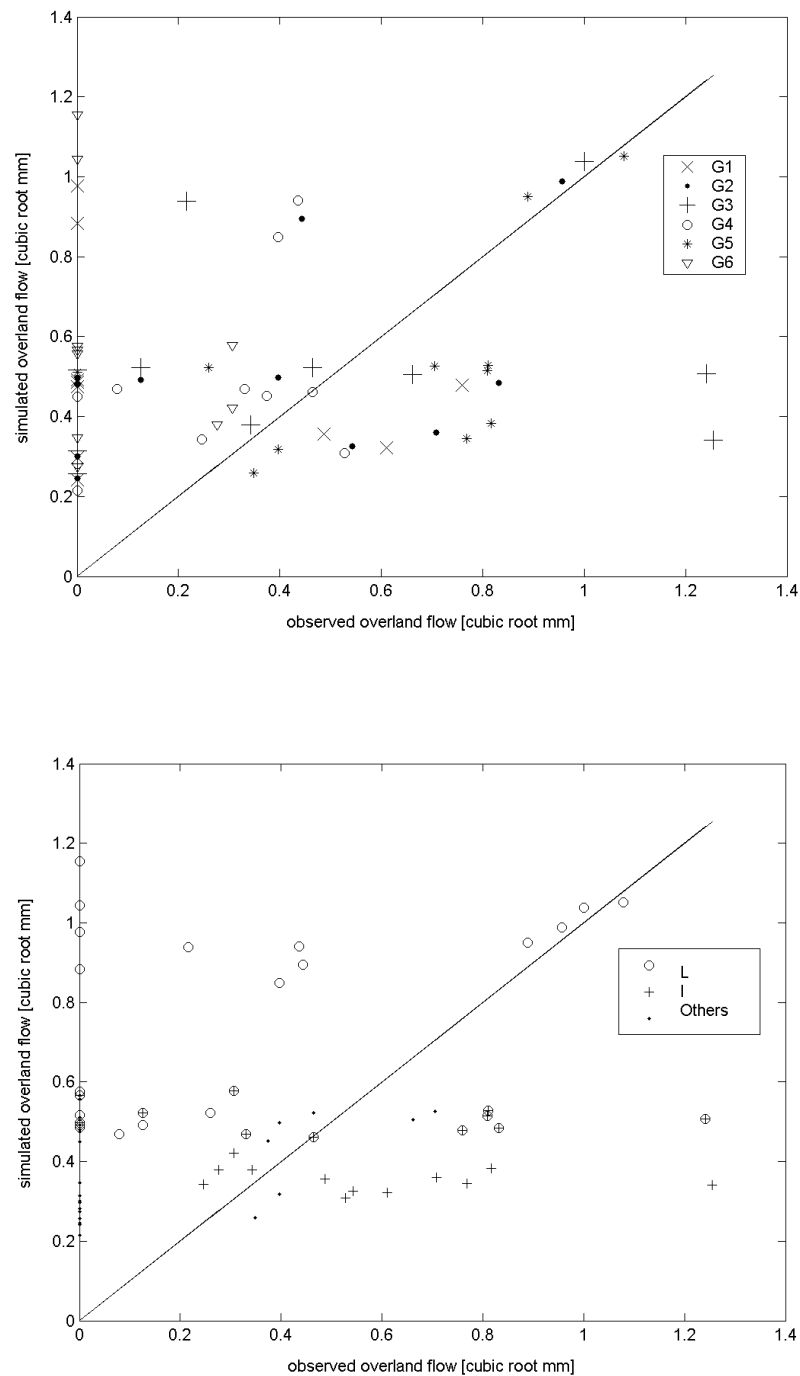 1.4
1.2
1
0.8
0.6
0.4
0.2
0
0 0.2 0.4 0.6 0.8 1 1.2 1.4
simulated overland flow [cubic root mm]
observed overland flow [cubic root mm]
G1
G2
G3
G4
G5
G6
1.4
1.2
1
0.8
0.6
0.4
0.2
0
0 0.2 0.4 0.6 0.8 1 1.2 1.4
simulated overland flow [cubic root mm]
observed overland flow [cubic root mm]
L
I
Others